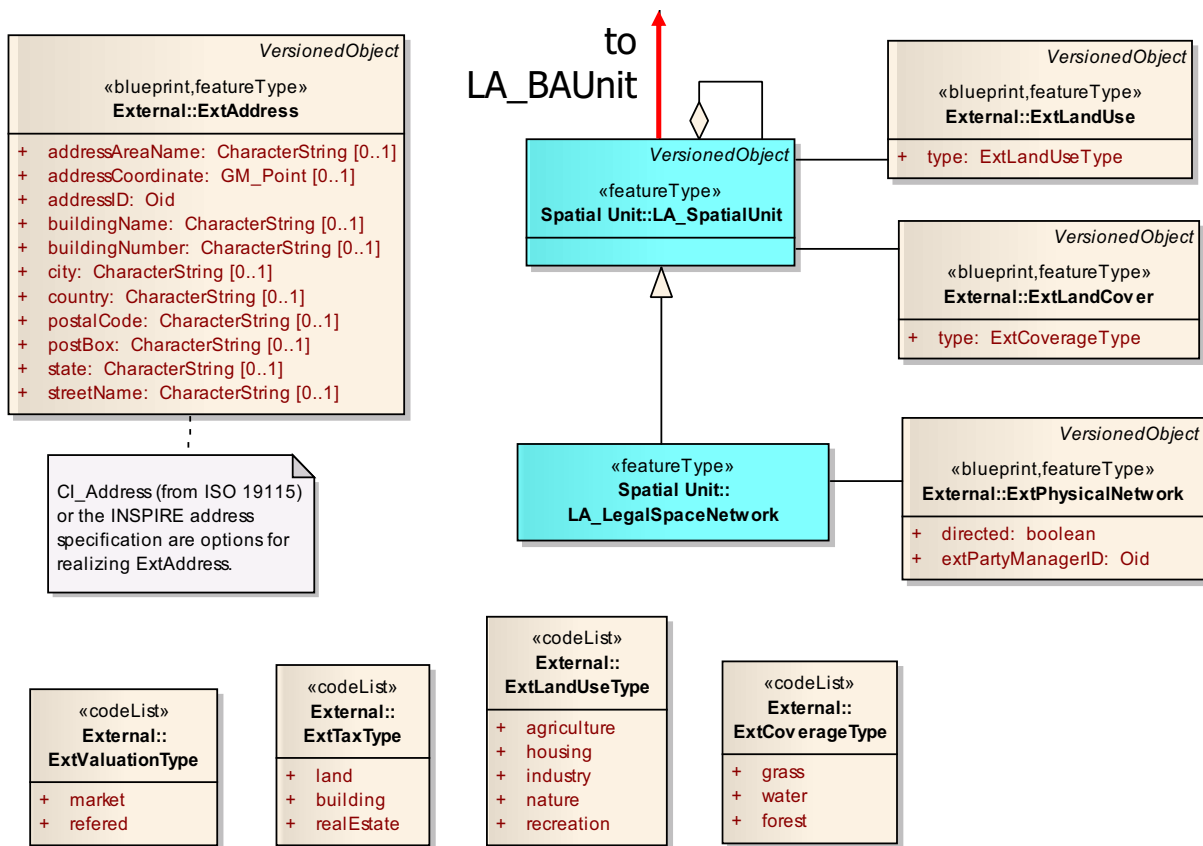 VersionedObject
«blueprint,featureType»
External::ExtAddress
+ addressAreaName: CharacterString [0..1]
+ addressCoordinate: GM_Point [0..1]
+ addressID: Oid
+ buildingName: CharacterString [0..1]
+ buildingNumber: CharacterString [0..1]
+ city: CharacterString [0..1]
+ country: CharacterString [0..1]
+ postalCode: CharacterString [0..1]
+ postBox: CharacterString [0..1]
+ state: CharacterString [0..1]
+ streetName: CharacterString [0..1]
CI_Address (from ISO 19115)
or the INSPIRE address
specification are options for
realizing ExtAddress.
to
LA_BAUnit
VersionedObject
«featureType»
Spatial Unit::LA_SpatialUnit
VersionedObject
«blueprint,featureType»
External::ExtLandUse
+ type: ExtLandUseType
VersionedObject
«blueprint,featureType»
External::ExtLandCover
+ type: ExtCoverageType
«featureType»
Spatial Unit::
LA_LegalSpaceNetwork
VersionedObject
«blueprint,featureType»
External::ExtPhysicalNetwork
+ directed: boolean
+ extPartyManagerID: Oid
«codeList»
External::
ExtValuationType
+ market
+ refered
«codeList»
External::
ExtTaxType
+ land
+ building
+ realEstate
«codeList»
External::
ExtLandUseType
+ agriculture
+ housing
+ industry
+ nature
+ recreation
«codeList»
External::
ExtCoverageType
+ grass
+ water
+ forest